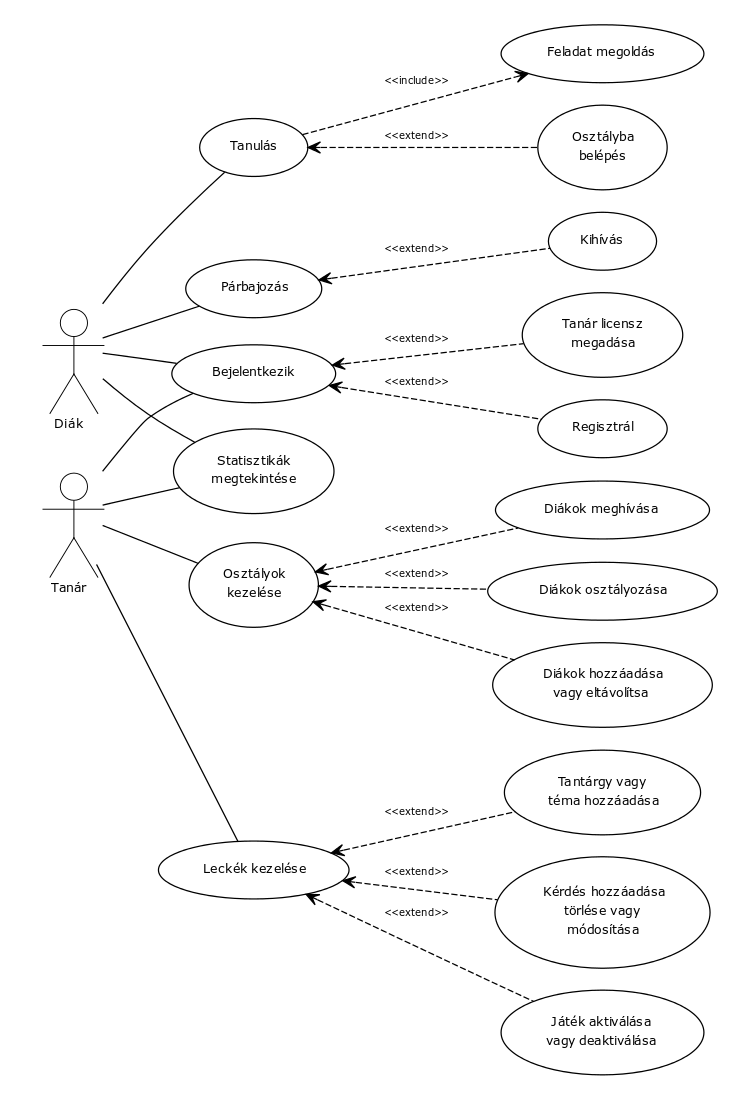 Feladat megoldás
<<include>>
<<extend>>
Tanulás
Osztályba
belépés
Kihívás
<<extend>>
Párbajozás
Tanár licensz
megadása
<<extend>>
Bejelentkezik
<<extend>>
Regisztrál
Diák
Statisztikák
megtekintése
Diákok meghívása
<<extend>>
Osztályok
kezelése
<<extend>>
Diákok osztályozása
Tanár
<<extend>>
Diákok hozzáadása
vagy eltávolítsa
Tantárgy vagy
téma hozzáadása
<<extend>>
Leckék kezelése
<<extend>>
Kérdés hozzáadása
törlése vagy
módosítása
<<extend>>
Játék aktiválása
vagy deaktiválása